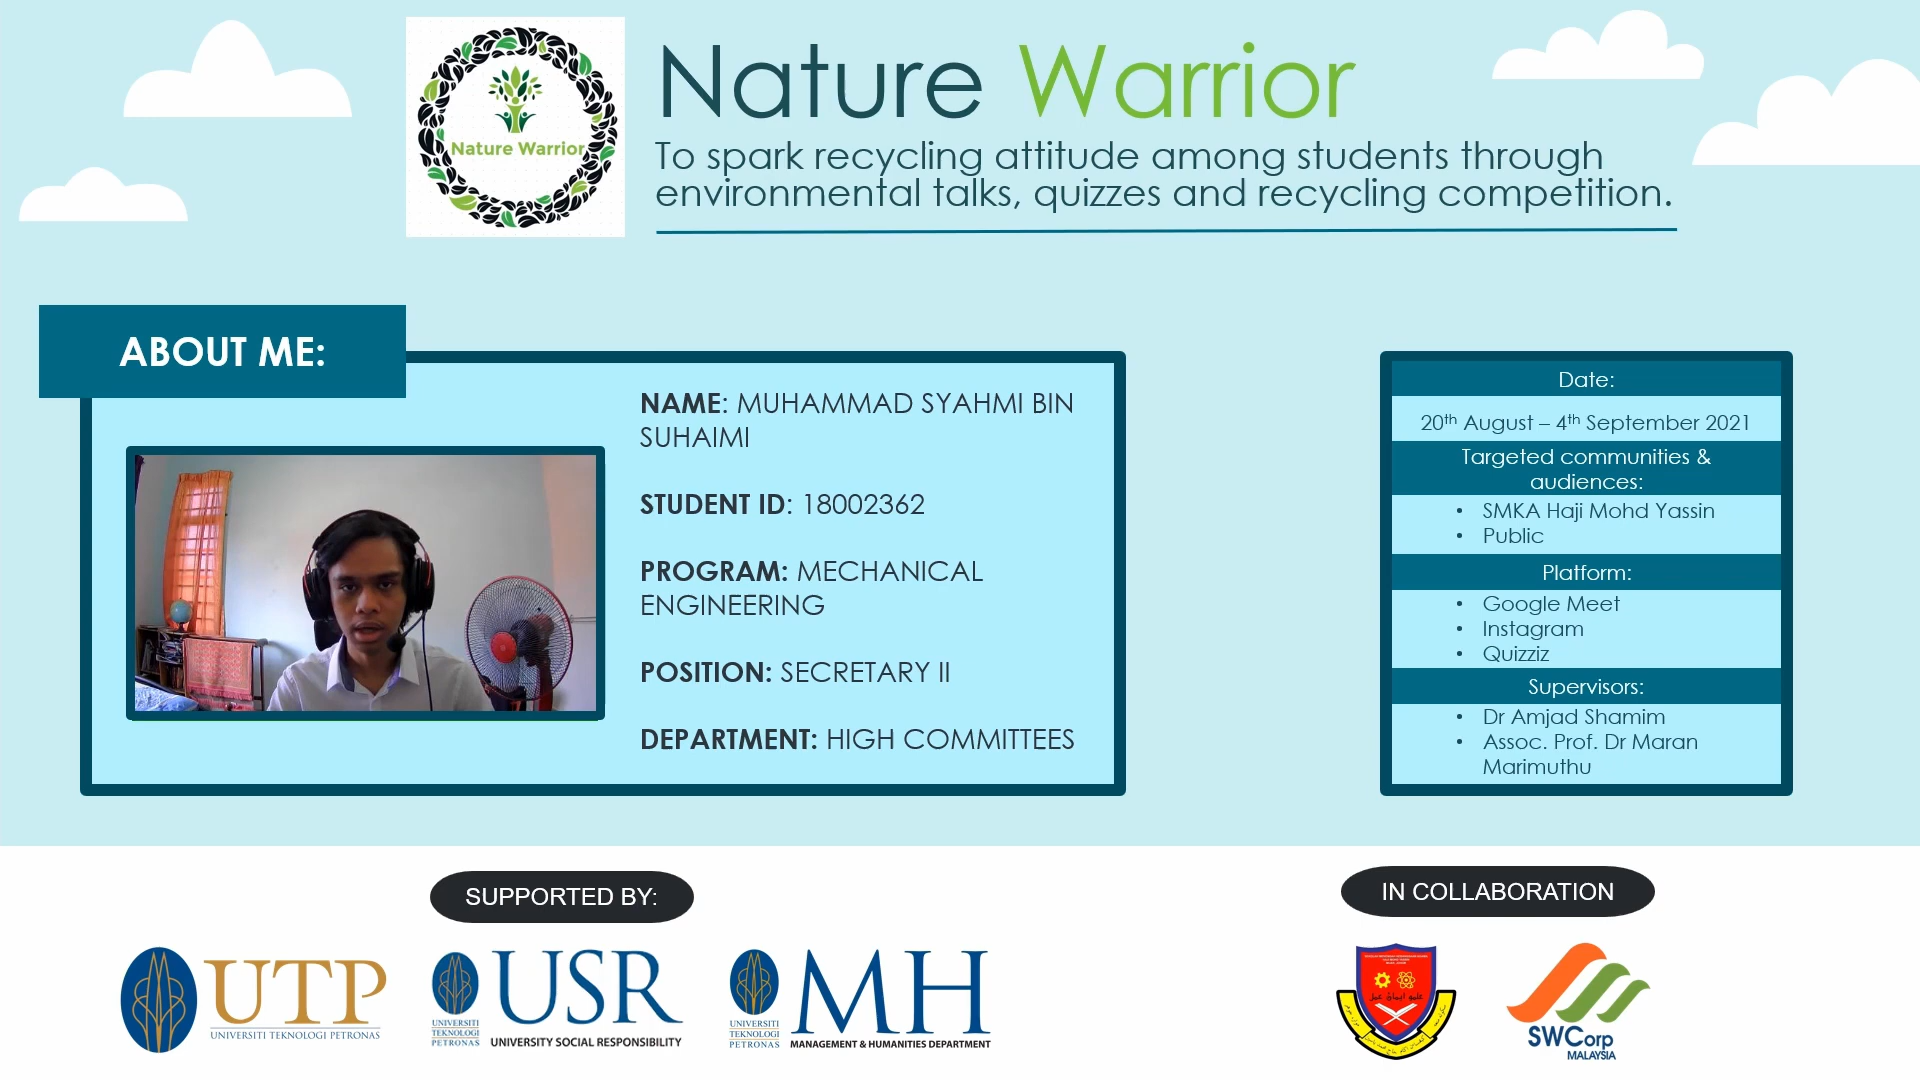 Nature Warrior
Nature Warrior
To spark recycling attitude among students through
environmental talks, quizzes and recycling competition.
ABOUT ME:
NAME: MUHAMMAD SYAHMI BIN
SUHAIMI
STUDENT ID: 18002362
PROGRAM: MECHANICAL
ENGINEERING
POSITION: SECRETARY II
DEPARTMENT: HIGH COMMITTEES
Date:
20th August – 4th September 2021
Targeted communities &
audiences:
• SMKA Haji Mohd Yassin
• Public
Platform:
• Google Meet
• Instagram
• Quizziz
Supervisors:
• Dr Amjad Shamim
• Assoc. Prof. Dr Maran
Marimuthu
SUPPORTED BY:
UTP
UNIVERSITI TEKNOLOGI PETRONAS
USR
UNIVERSITI
TEKNOLOGI
PETRONAS
UNIVERSITY SOCIAL RESPONSIBILITY
MH
UNIVERSITI
TEKNOLOGI
PETRONAS
MANAGEMENT & HUMANITIES DEPARTMENT
IN COLLABORATION
SWCorp
MALAYSIA